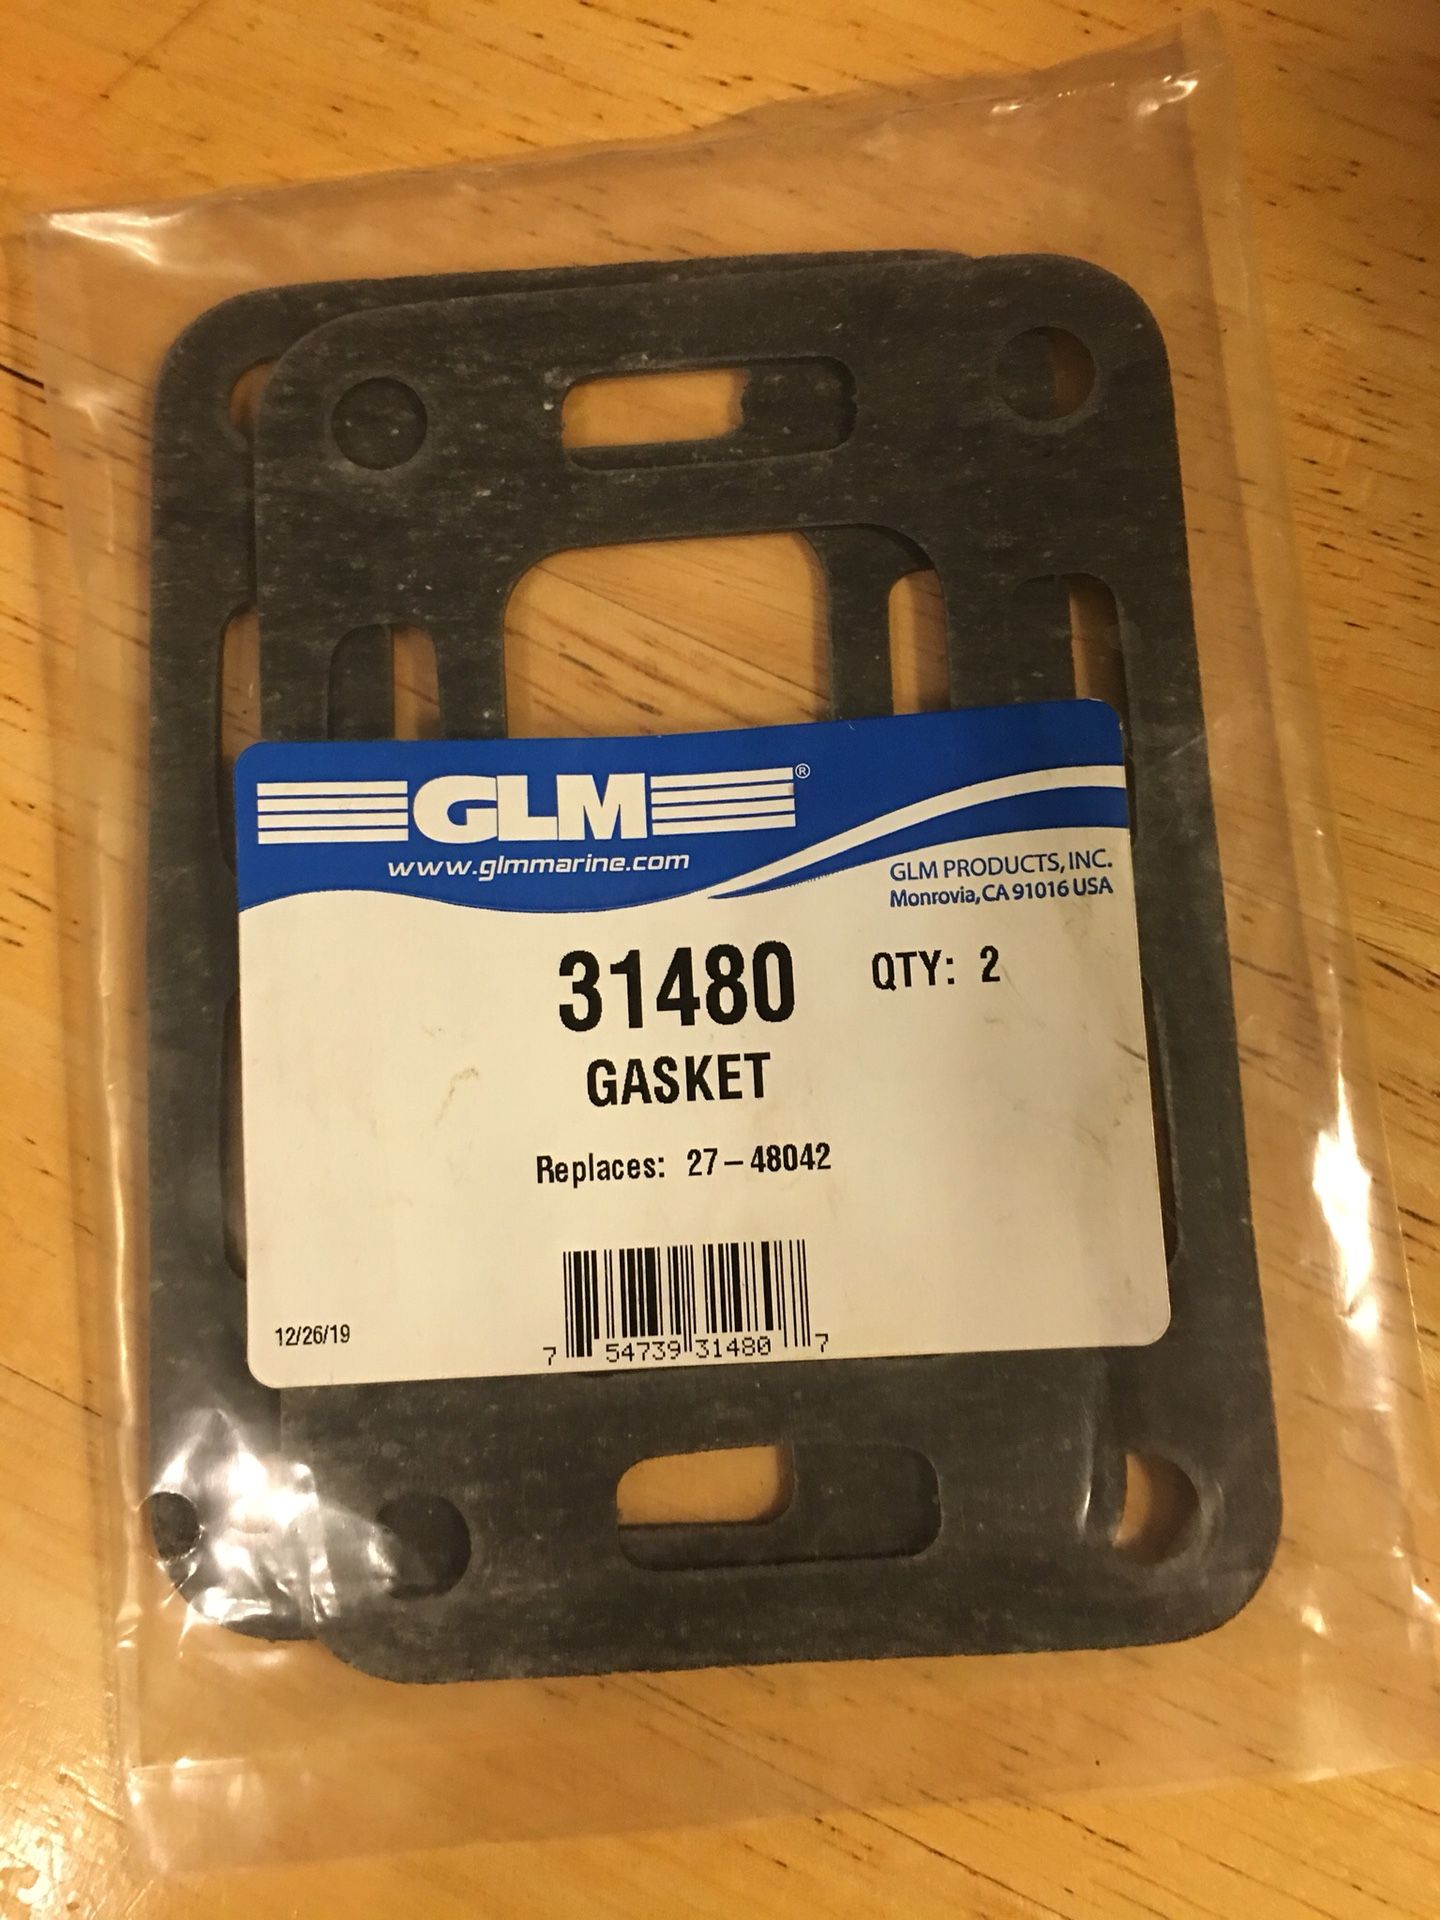 GLM®
www.glmmarine.com
GLM PRODUCTS, INC.
Monrovia, CA 91016 USA
31480 QTY: 2
GASKET
Replaces: 27-48042
12/26/19
7 54739 31480 7